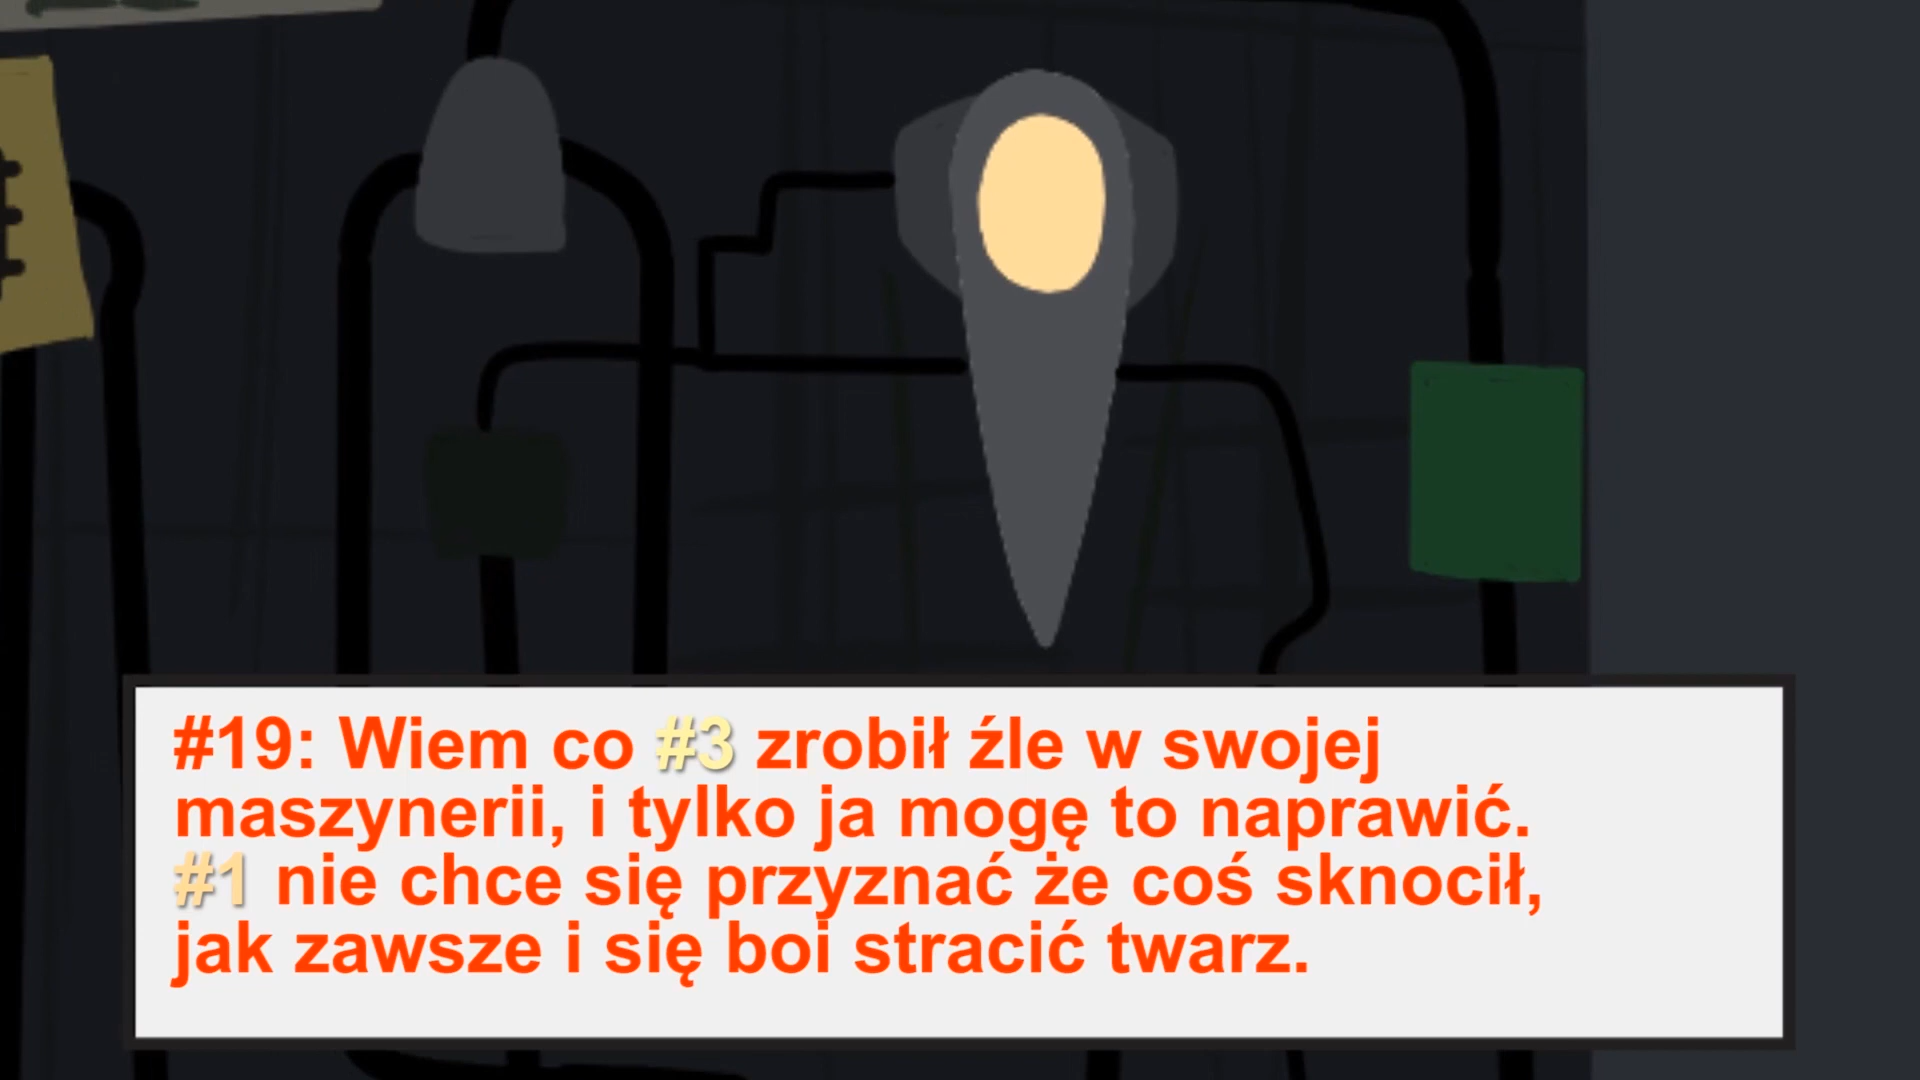 #19: Wiem co #3 zrobił źle w swojej
maszynerii, i tylko ja mogę to naprawić.
#1 nie chce się przyznać że coś sknocił,
jak zawsze i się boi stracić twarz.